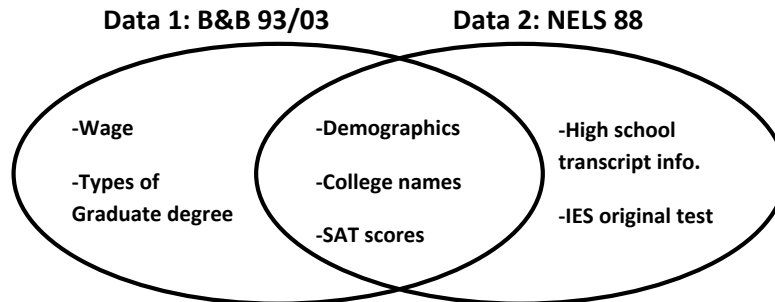 Data 1: B&B 93/03
Data 2: NELS 88
-Wage
-Types of
Graduate degree
-Demographics
-College names
-SAT scores
-High school
transcript info.
-IES original test